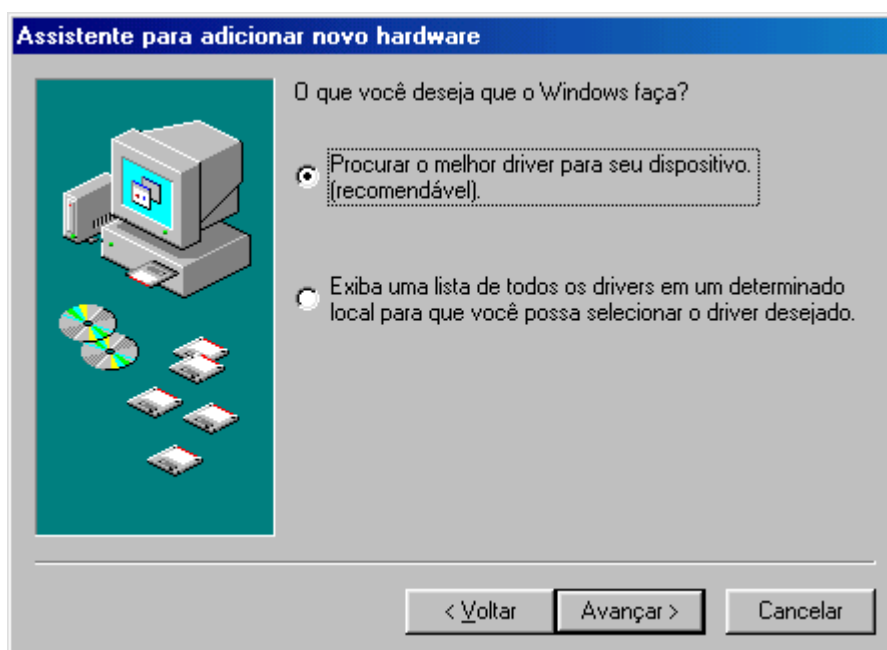 Assistente para adicionar novo hardware
O que você deseja que o Windows faça?
Procurar o melhor driver para seu dispositivo.
(recomendável).
Exiba uma lista de todos os drivers em um determinado
local para que você possa selecionar o driver desejado.
< Voltar
Avançar >
Cancelar